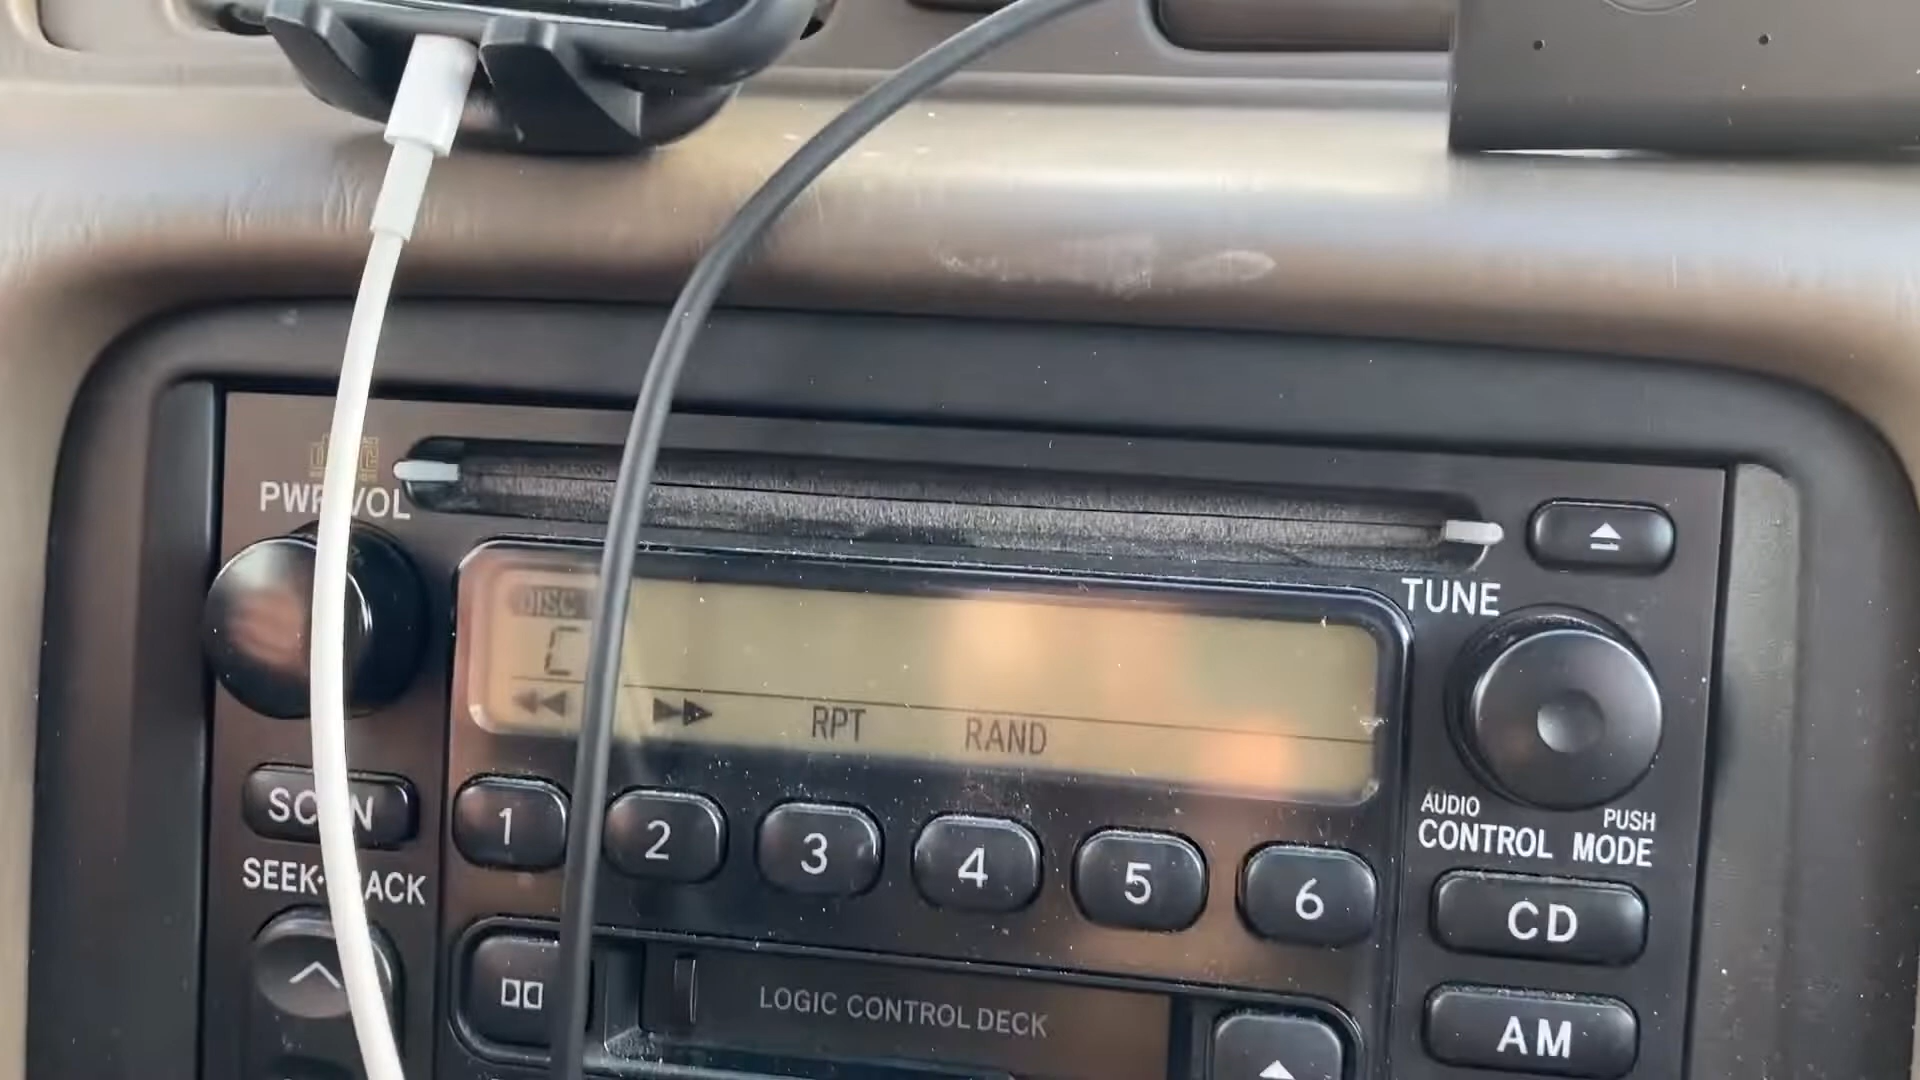 VOL
TUNE
DISC
RPT
RAND
1
2
3
4
5
6
AUDIO
CONTROL
PUSH
MODE
SEEK
CD
LOGIC CONTROL DECK
AM